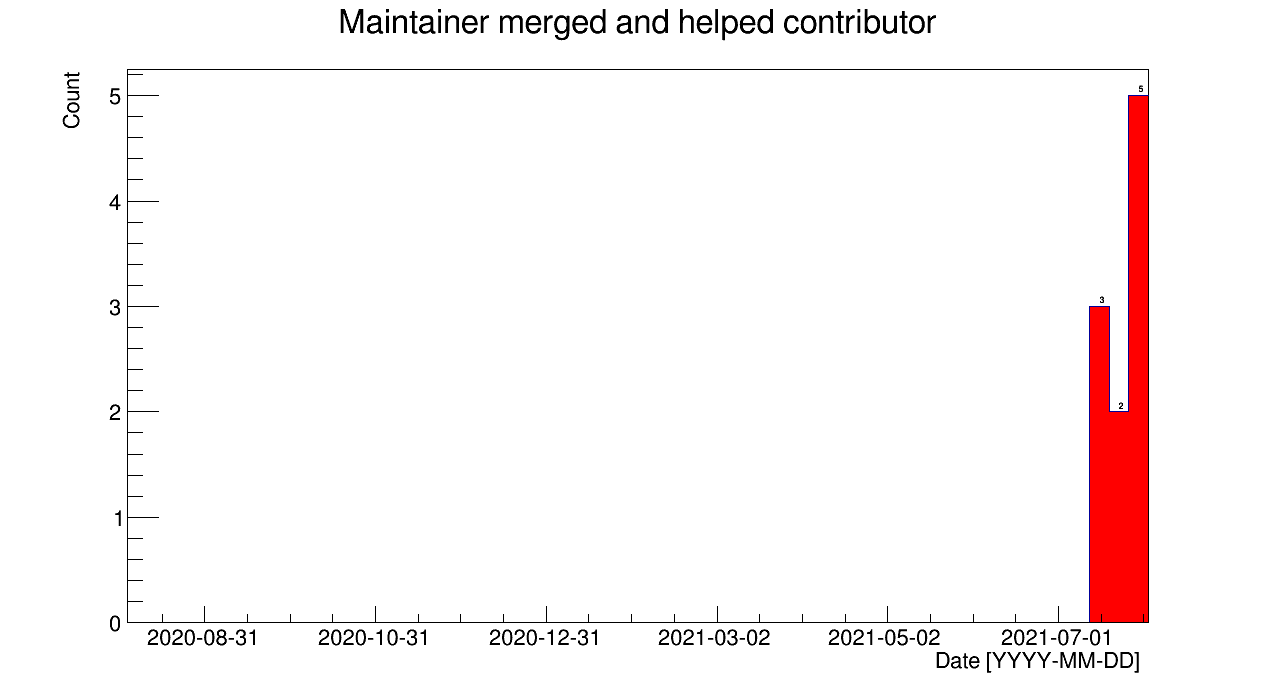 Maintainer merged and helped contributor
Count
5
4
3
2
1
0
3
2
5
2020-08-31 2020-10-31 2020-12-31 2021-03-02 2021-05-02 2021-07-01
Date [YYYY-MM-DD]